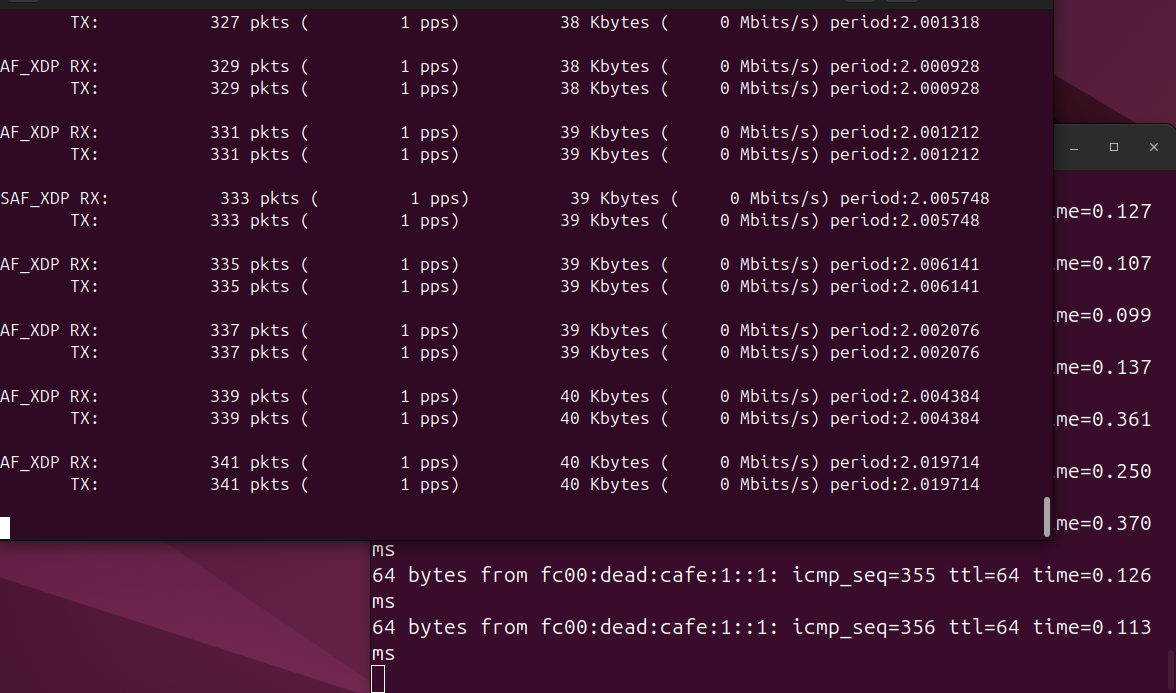 TX: 327 pkts ( 1 pps) 38 Kbytes ( 0 Mbits/s) period:2.001318
AF_XDP RX: 329 pkts ( 1 pps) 38 Kbytes ( 0 Mbits/s) period:2.000928
TX: 329 pkts ( 1 pps) 38 Kbytes ( 0 Mbits/s) period:2.000928
AF_XDP RX: 331 pkts ( 1 pps) 39 Kbytes ( 0 Mbits/s) period:2.001212
TX: 331 pkts ( 1 pps) 39 Kbytes ( 0 Mbits/s) period:2.001212
SAF_XDP RX: 333 pkts ( 1 pps) 39 Kbytes ( 0 Mbits/s) period:2.005748
TX: 333 pkts ( 1 pps) 39 Kbytes ( 0 Mbits/s) period:2.005748
AF_XDP RX: 335 pkts ( 1 pps) 39 Kbytes ( 0 Mbits/s) period:2.006141
TX: 335 pkts ( 1 pps) 39 Kbytes ( 0 Mbits/s) period:2.006141
AF_XDP RX: 337 pkts ( 1 pps) 39 Kbytes ( 0 Mbits/s) period:2.002076
TX: 337 pkts ( 1 pps) 39 Kbytes ( 0 Mbits/s) period:2.002076
AF_XDP RX: 339 pkts ( 1 pps) 40 Kbytes ( 0 Mbits/s) period:2.004384
TX: 339 pkts ( 1 pps) 40 Kbytes ( 0 Mbits/s) period:2.004384
AF_XDP RX: 341 pkts ( 1 pps) 40 Kbytes ( 0 Mbits/s) period:2.019714
TX: 341 pkts ( 1 pps) 40 Kbytes ( 0 Mbits/s) period:2.019714
me=0.127
me=0.107
me=0.099
me=0.137
me=0.361
me=0.250
me=0.370
ms
64 bytes from fc00:dead:cafe:1::1: icmp_seq=355 ttl=64 time=0.126
ms
64 bytes from fc00:dead:cafe:1::1: icmp_seq=356 ttl=64 time=0.113
ms